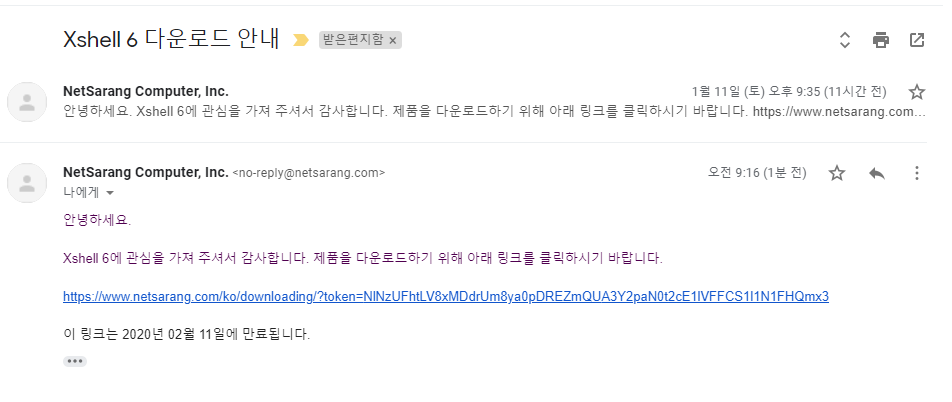 Xshell 6 다운로드 안내
받은편지함 ×
NetSarang Computer, Inc.
1월 11일 (토) 오후 9:35 (11시간 전)
안녕하세요. Xshell 6에 관심을 가져 주셔서 감사합니다. 제품을 다운로드하기 위해 아래 링크를 클릭하시기 바랍니다. https://www.netsarang.com...
NetSarang Computer, Inc. <no-reply@netsarang.com>
오전 9:16 (1분 전)
나에게
안녕하세요.
Xshell 6에 관심을 가져 주셔서 감사합니다. 제품을 다운로드하기 위해 아래 링크를 클릭하시기 바랍니다.
https://www.netsarang.com/ko/downloading/?token=NlNzUFhtLV8xMDdrUm8ya0pDREZmQUA3Y2paN0t2cE1lVFFCS1I1N1FHQmx3
이 링크는 2020년 02월 11일에 만료됩니다.